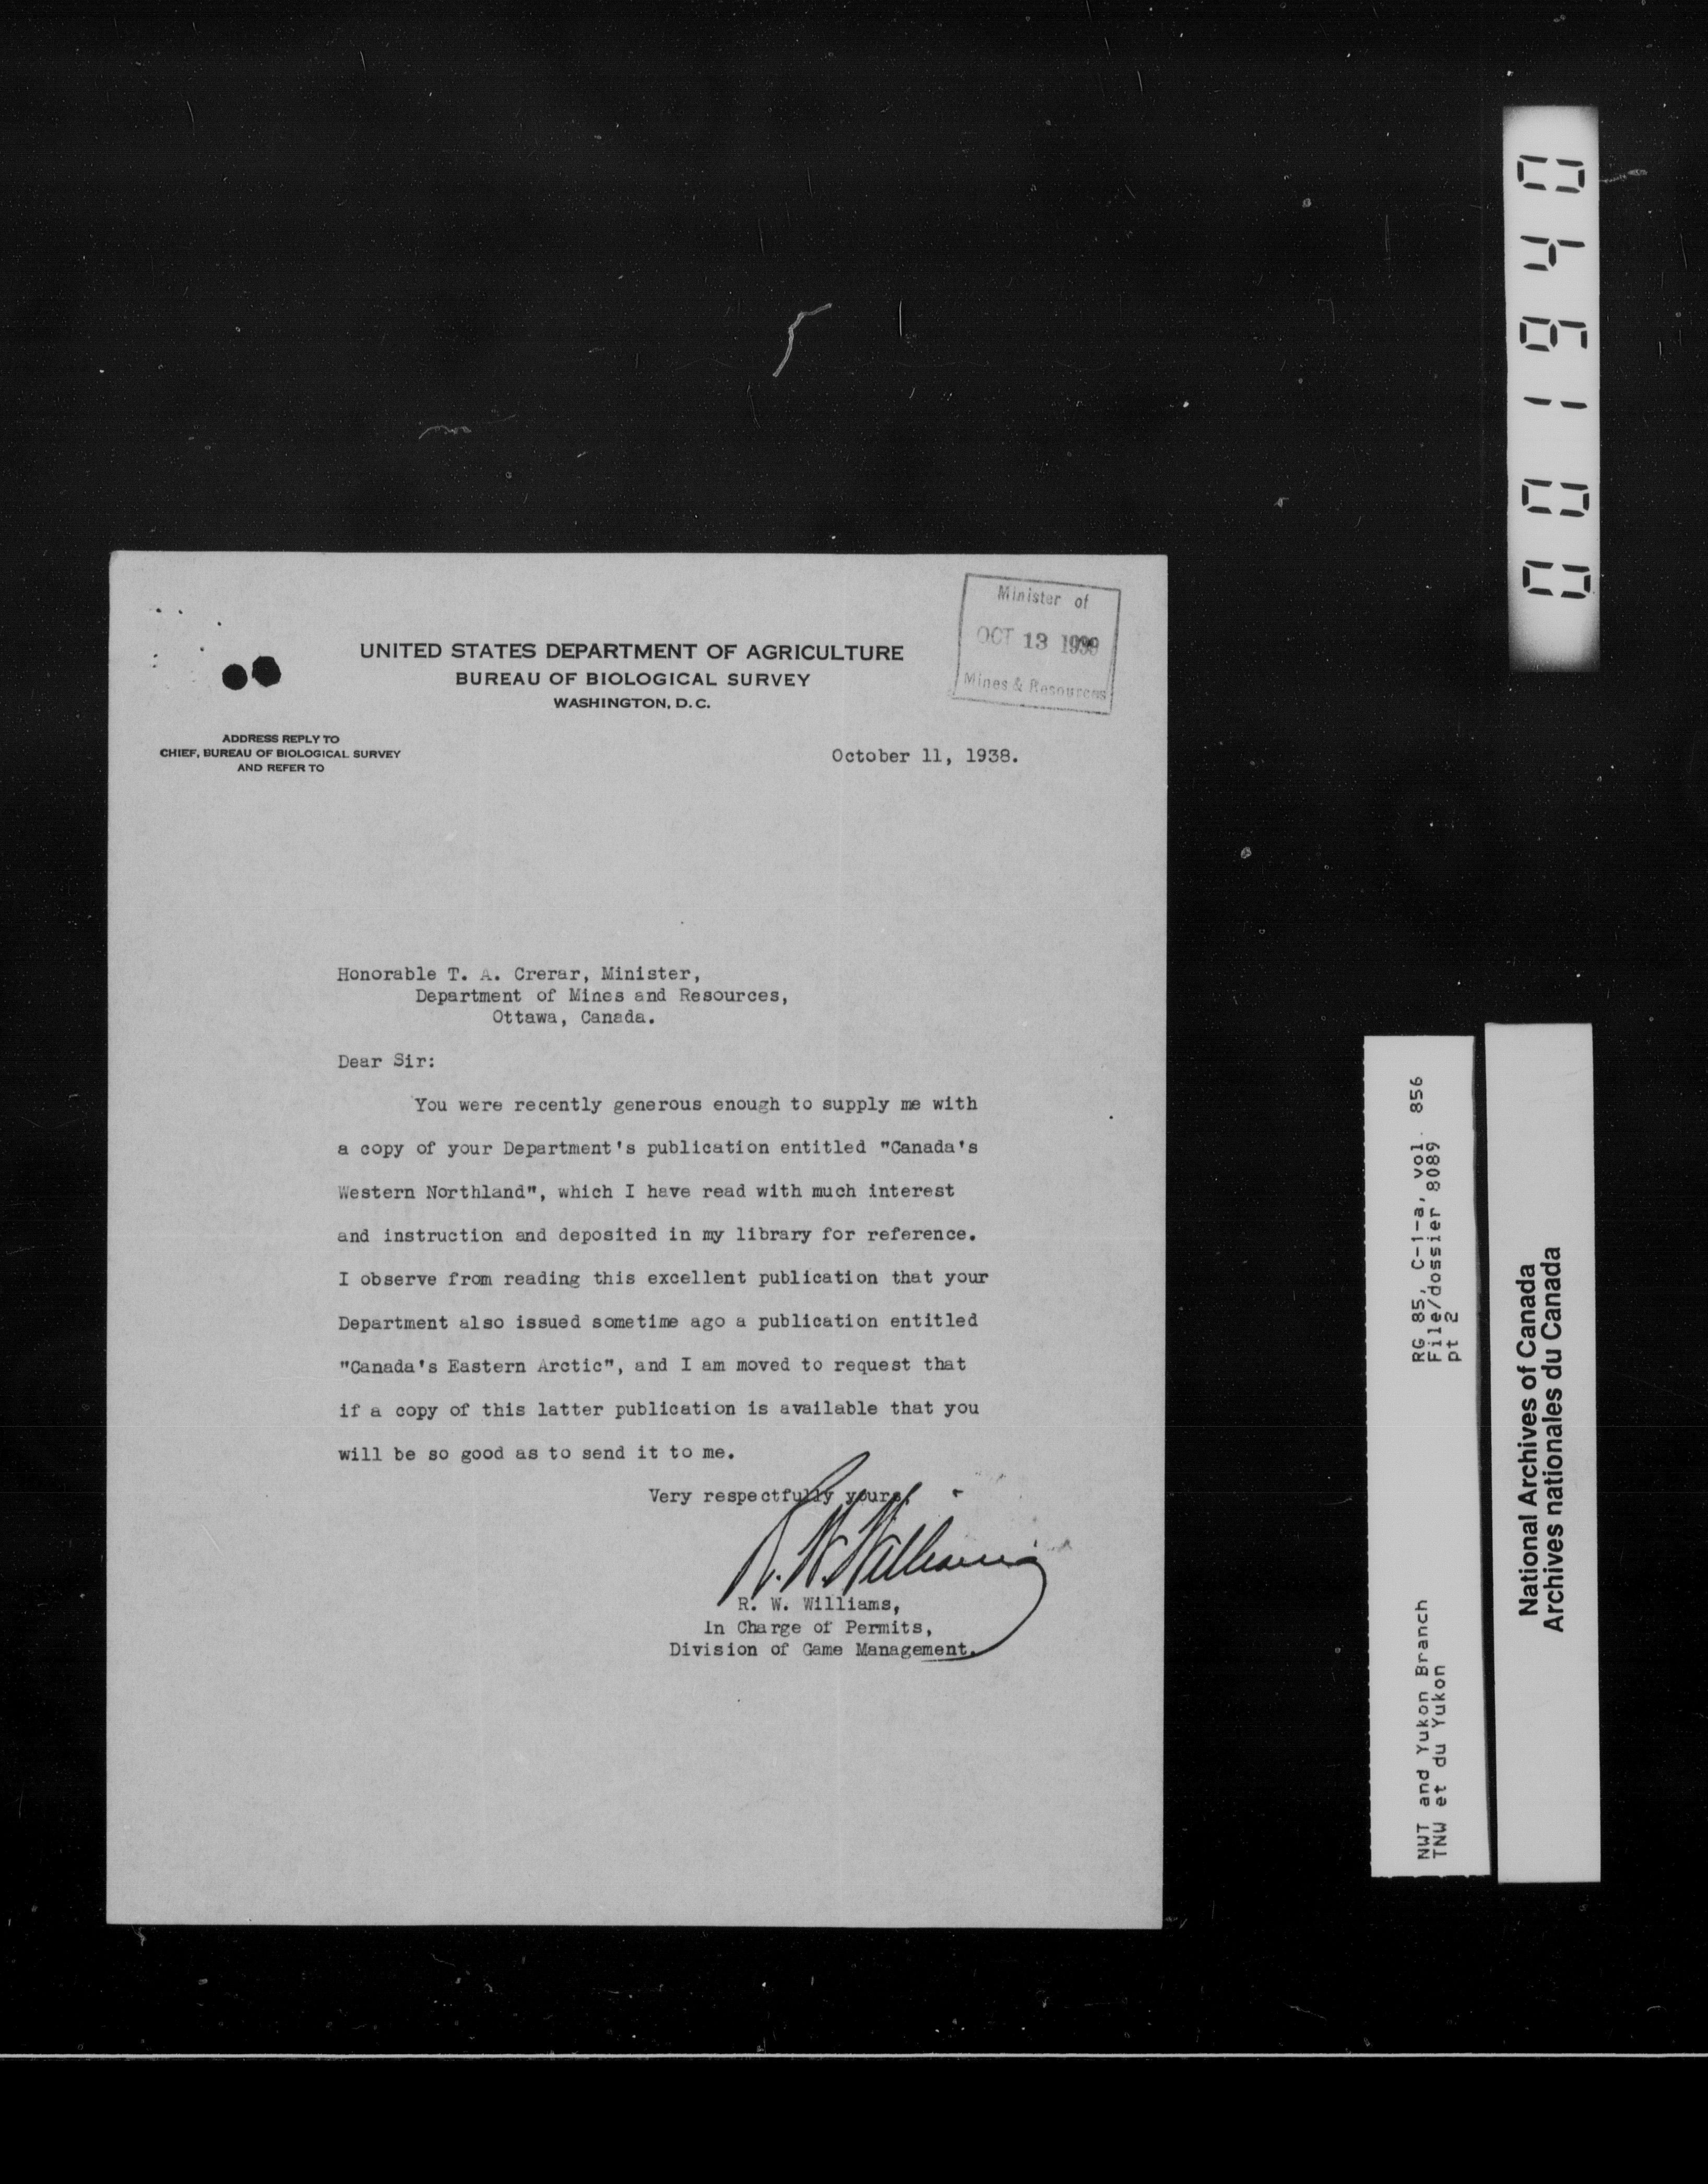 UNITED STATES DEPARTMENT OF AGRICULTURE
BUREAU OF BIOLOGICAL SURVEY
WASHINGTON, D.C.
Minister of
OCT 13
Mines & Resources
ADDRESS REPLY TO
CHIEF, BUREAU OF BIOLOGICAL SURVEY
AND REFER TO
October 11, 1938.
Honorable T. A. Crerar, Minister,
Department of Mines and Resources,
Ottawa, Canada.
Dear Sir:
You were recently generous enough to supply me with
a copy of your Department's publication entitled "Canada's
Western Northland", which I have read with much interest
and instruction and deposited in my library for reference.
I observe from reading this excellent publication that your
Department also issued sometime ago a publication entitled
"Canada's Eastern Arctic", and I am moved to request that
if a copy of this latter publication is available that you
will be so good as to send it to me.
Very respectfully yours,
R. W. Williams
R. W. Williams,
In Charge of Permits,
Division of Game Management.
001940
RG 85, C-1-a, vol. 856
File/dossier 8089
pt 2
NWT and Yukon Branch
TNW et du Yukon
National Archives of Canada
Archives nationales du Canada